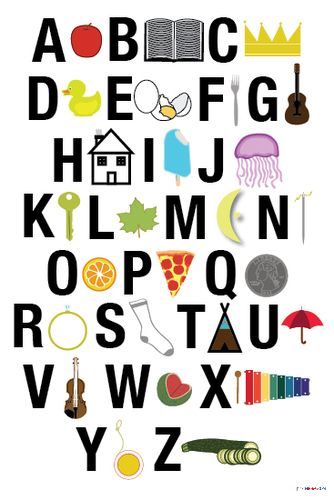 A B C
D E F G
H I J
K L M N
O P Q
R S T U
V W X
Y Z